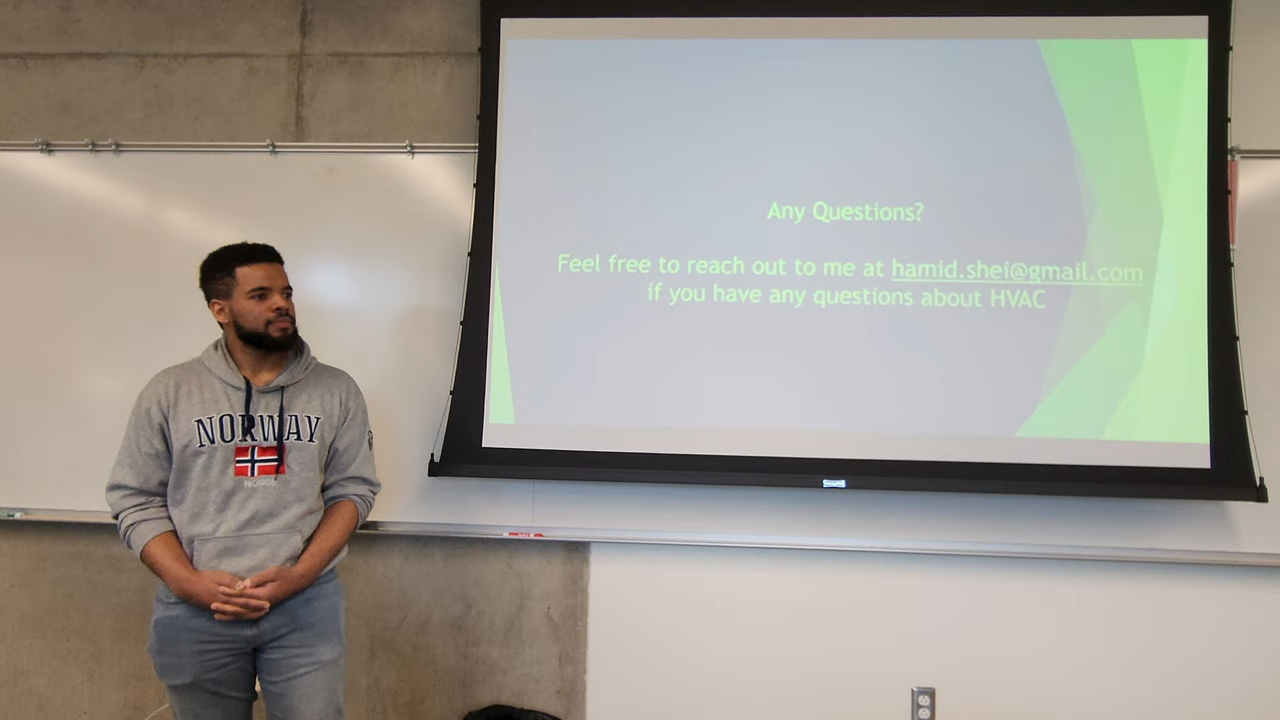 Any Questions?
Feel free to reach out to me at hamid.shei@gmail.com
if you have any questions about HVAC
NORWAY
NORGE